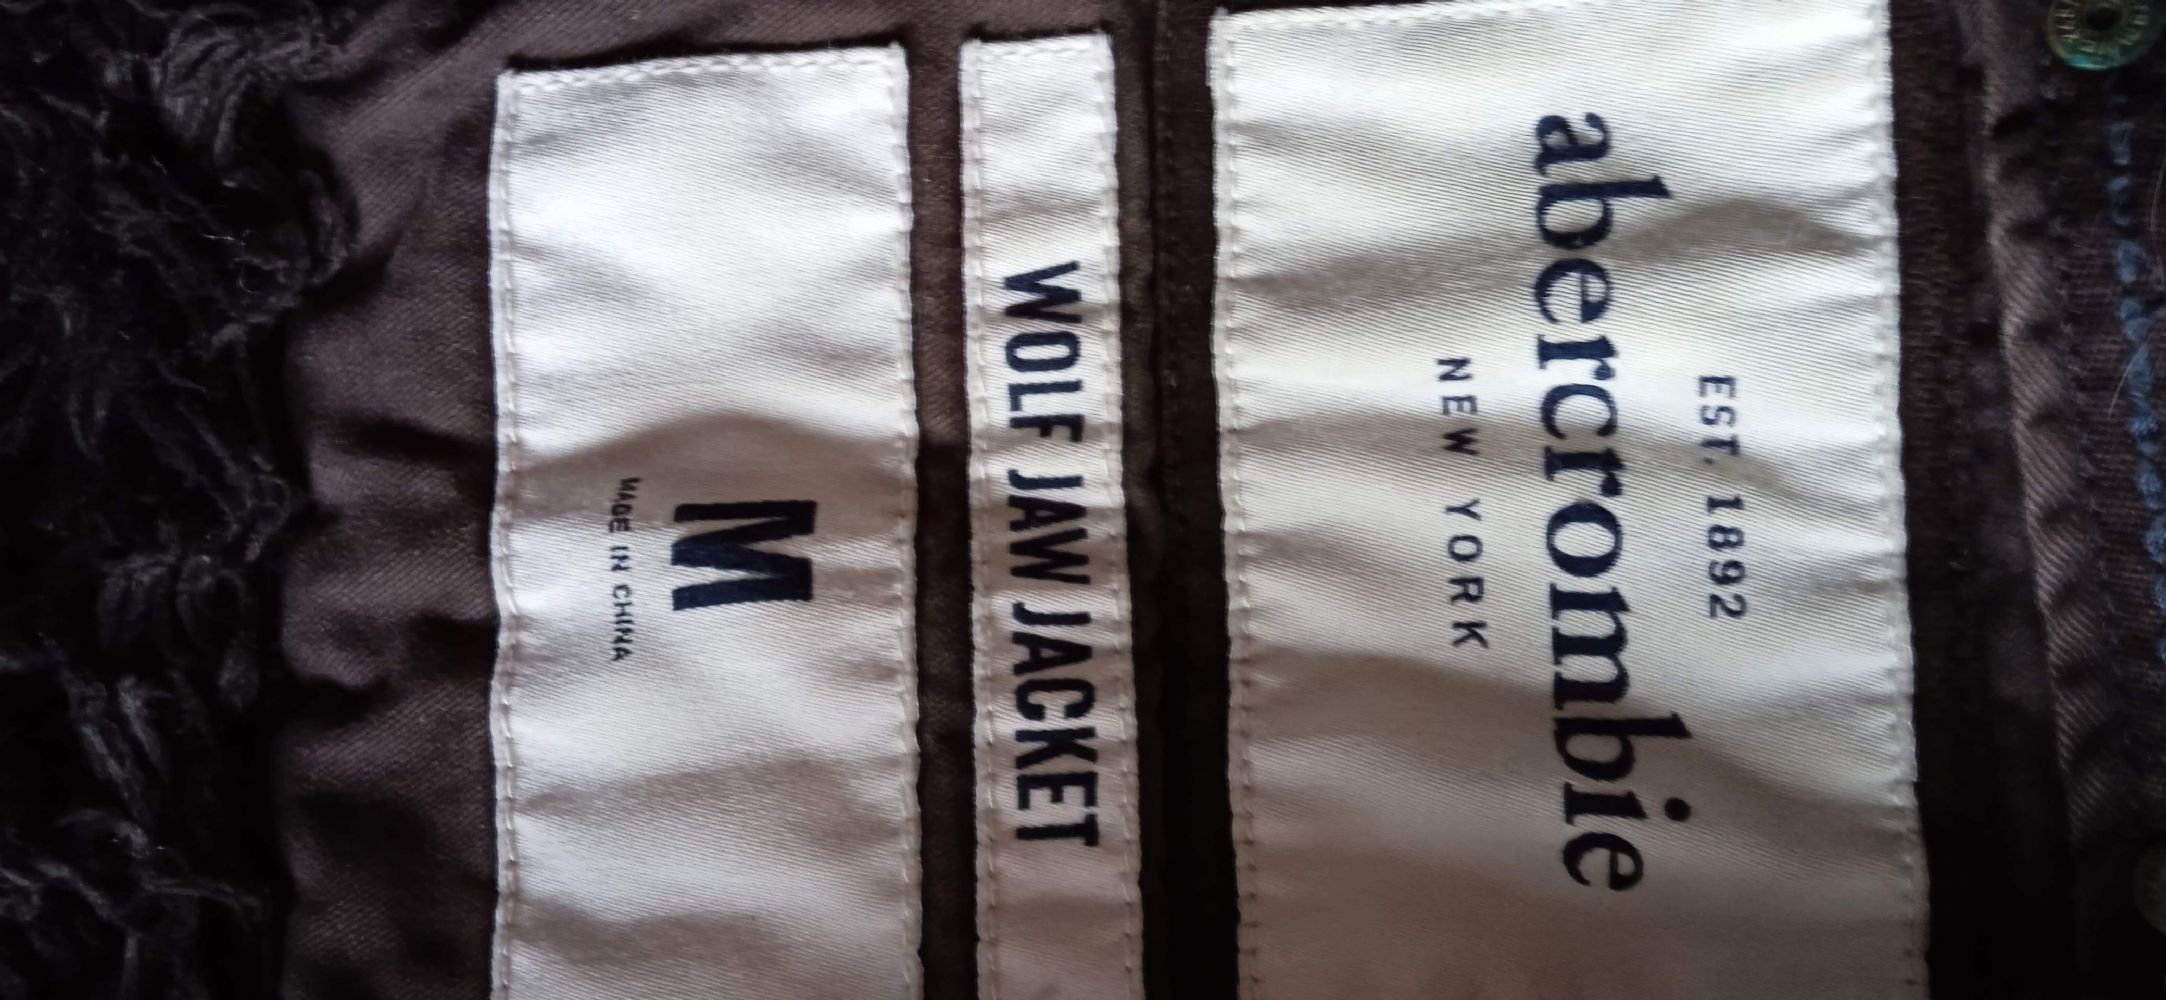 EST. 1892
abercrombie
NEW YORK
WOLF JAW JACKET
M
MADE IN CHINA